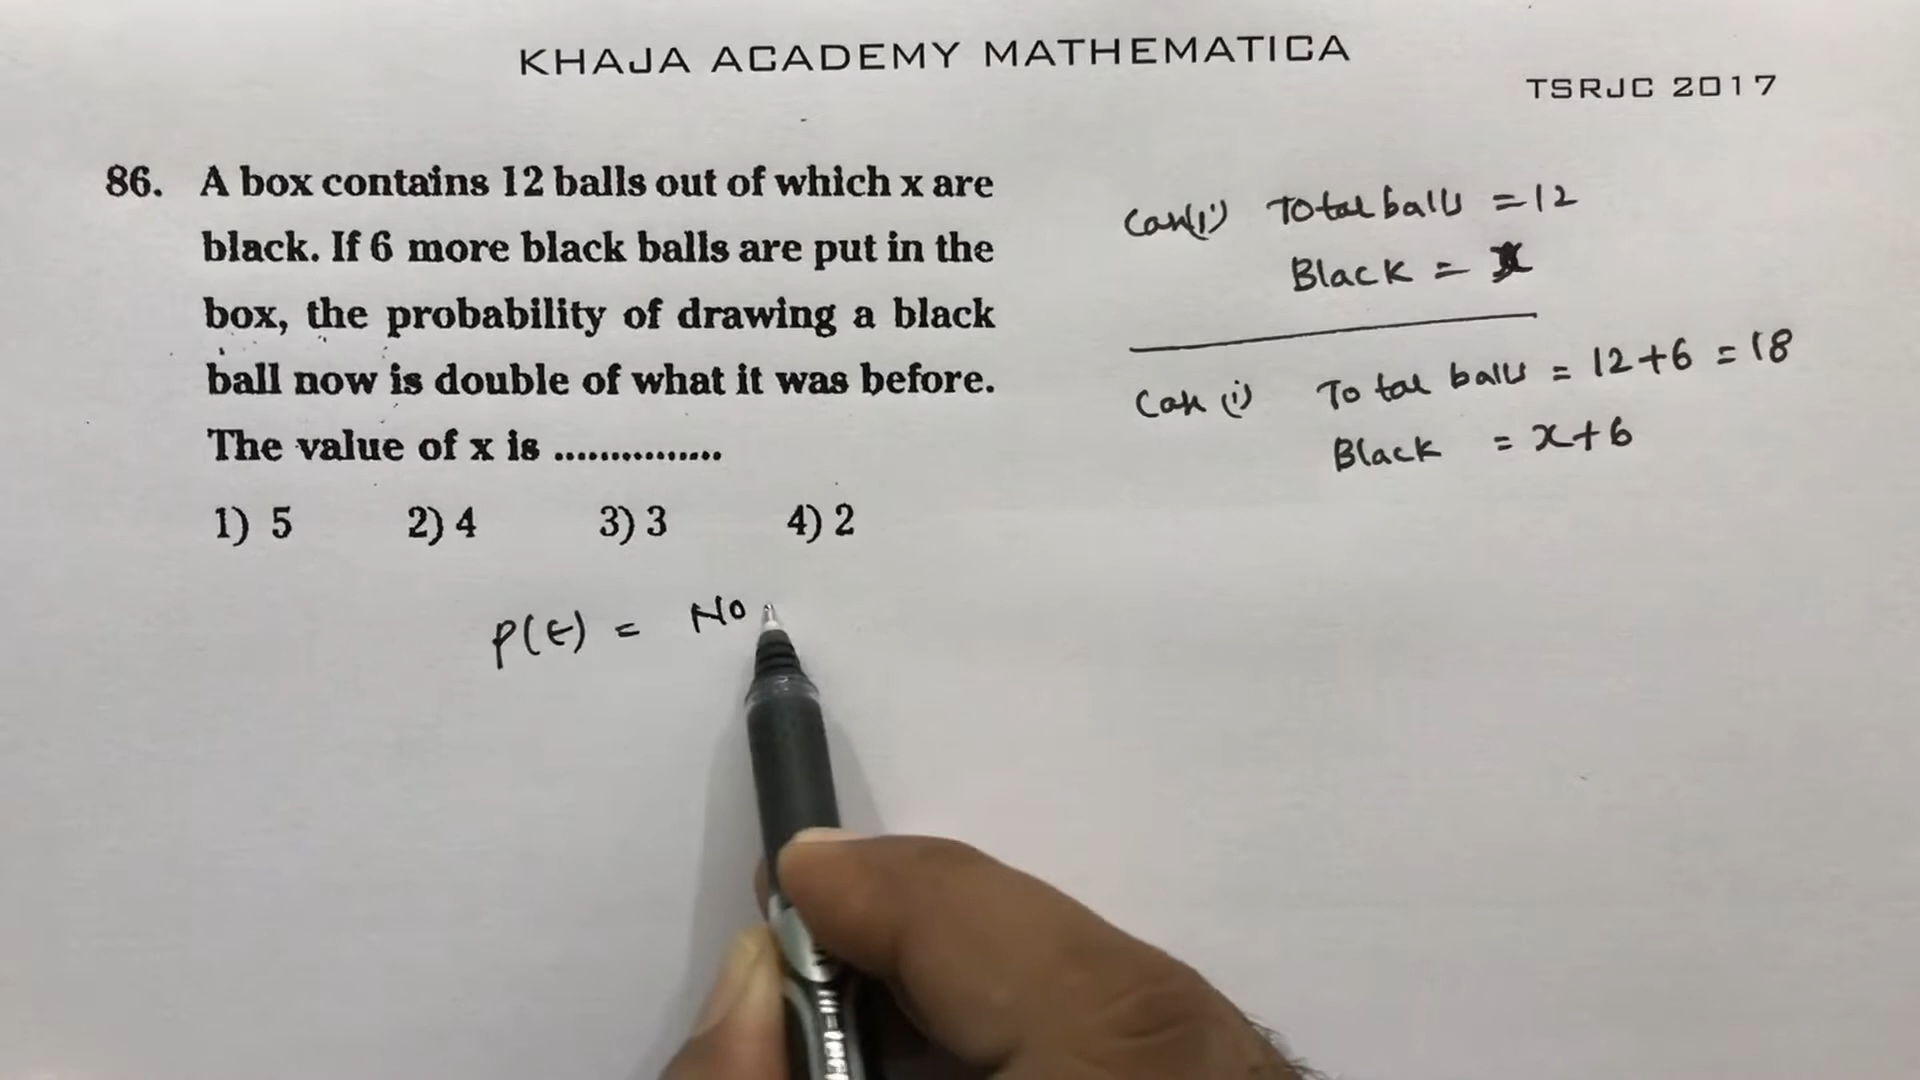 KHAJA ACADEMY MATHEMATICA
TSRJC 2017
86. A box contains 12 balls out of which x are
black. If 6 more black balls are put in the
box, the probability of drawing a black
ball now is double of what it was before.
The value of x is ...............
1) 5 2) 4 3) 3 4) 2
Case(i) Total balls = 12
Black = x
Case (i) Total balls = 12+6 = 18
Black = x+6
P(E) = No